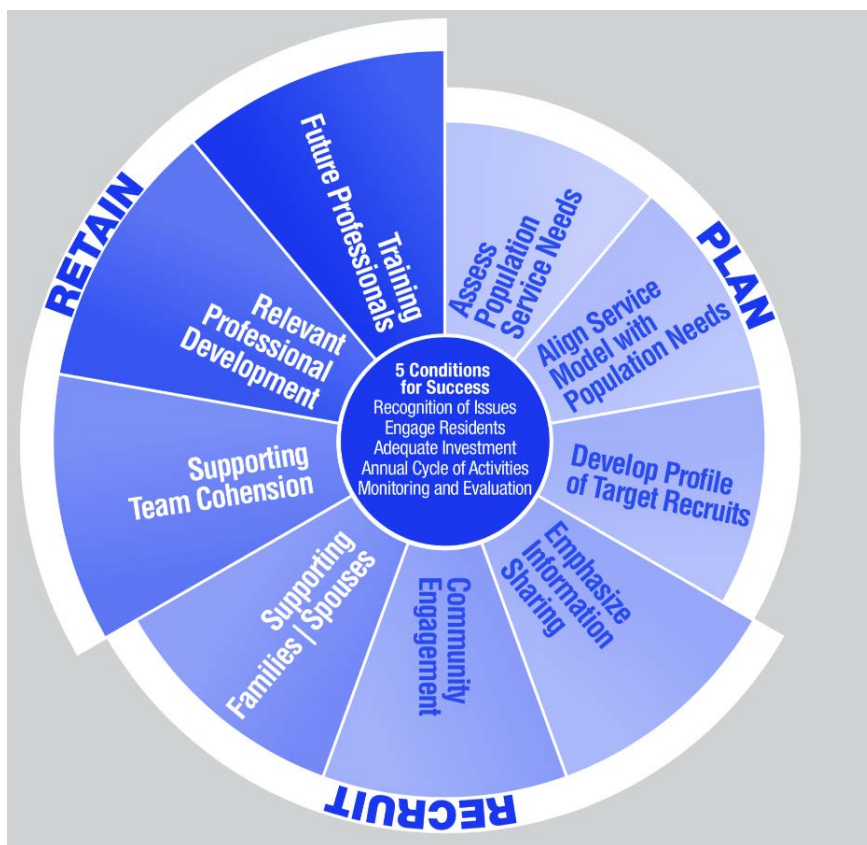 PLAN
Assess
Population
Service Needs
Align Service
Model with
Population Needs
Develop Profile
of Target Recruits
RECRUIT
Emphasize
Information
Sharing
Community
Engagement
Supporting
Families | Spouses
RETAIN
Supporting
Team Cohension
Relevant
Professional
Development
Training
Future Professionals
5 Conditions
for Success
Recognition of Issues
Engage Residents
Adequate Investment
Annual Cycle of Activities
Monitoring and Evaluation